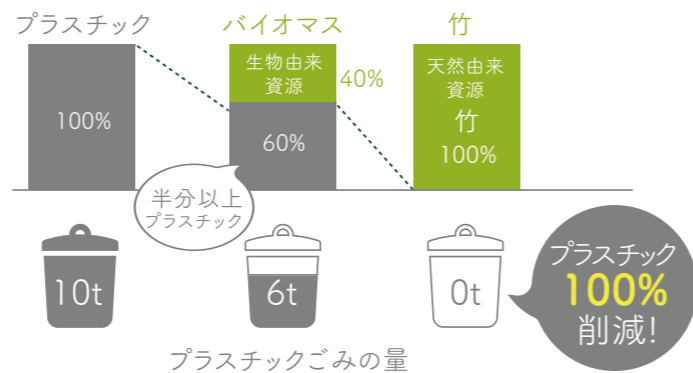 プラスチック
バイオマス
竹
100%
生物由来
資源
40%
60%
天然由来
資源
竹
100%
半分以上
プラスチック
10t
6t
0t
プラスチック
100%
削減!
プラスチックごみの量